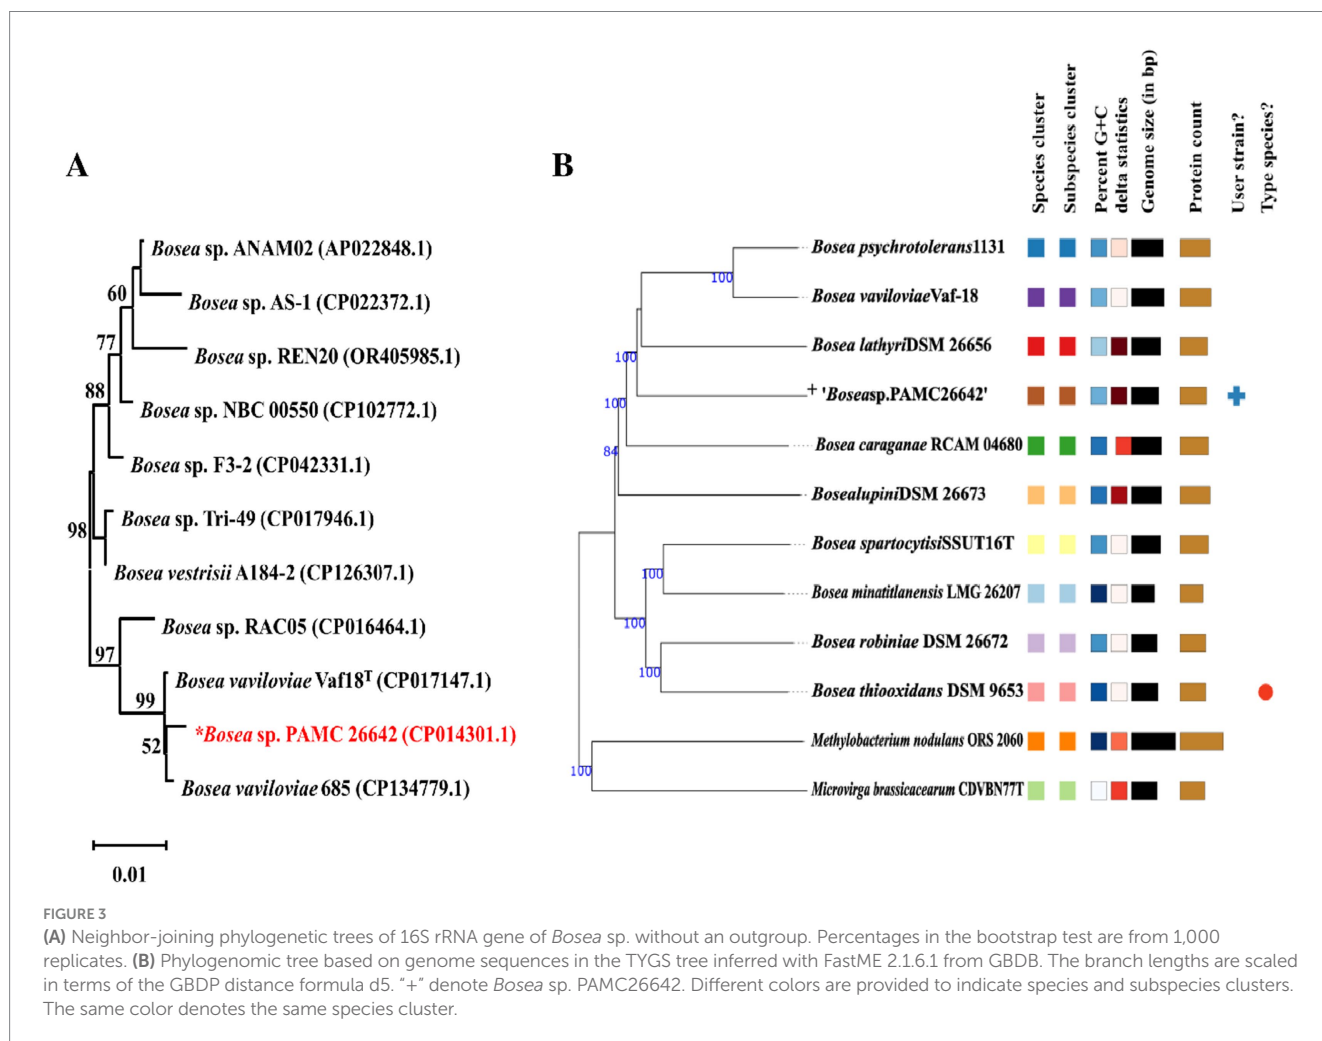 A
Bosea sp. ANAM02 (AP022848.1)
60
Bosea sp. AS-1 (CP022372.1)
77
Bosea sp. REN20 (OR405985.1)
88
Bosea sp. NBC 00550 (CP102772.1)
Bosea sp. F3-2 (CP042331.1)
98
Bosea sp. Tri-49 (CP017946.1)
Bosea vestrisii A184-2 (CP126307.1)
Bosea sp. RAC05 (CP016464.1)
97
Bosea vaviloviae Vaf18ᵀ (CP017147.1)
99
*Bosea sp. PAMC 26642 (CP014301.1)
52
Bosea vaviloviae 685 (CP134779.1)
0.01
B
Species cluster
Subspecies cluster
Percent G+C
delta statistics
Genome size (in bp)
Protein count
User strain?
Type species?
Bosea psychrotolerans1131
100
Bosea vaviloviaeVaf-18
Bosea lathyriDSM 26656
100
+ 'Boseasp.PAMC26642'
100
Bosea caraganae RCAM 04680
84
BosealupiniDSM 26673
Bosea spartocytisiSSUT16T
100
Bosea minatitlanensis LMG 26207
100
Bosea robiniae DSM 26672
100
Bosea thiooxidans DSM 9653
Methylobacterium nodulans ORS 2060
100
Microvirga brassicacearum CDVBN77T
FIGURE 3
(A) Neighbor-joining phylogenetic trees of 16S rRNA gene of Bosea sp. without an outgroup. Percentages in the bootstrap test are from 1,000
replicates. (B) Phylogenomic tree based on genome sequences in the TYGS tree inferred with FastME 2.1.6.1 from GBDB. The branch lengths are scaled
in terms of the GBDP distance formula d5. "+" denote Bosea sp. PAMC26642. Different colors are provided to indicate species and subspecies clusters.
The same color denotes the same species cluster.